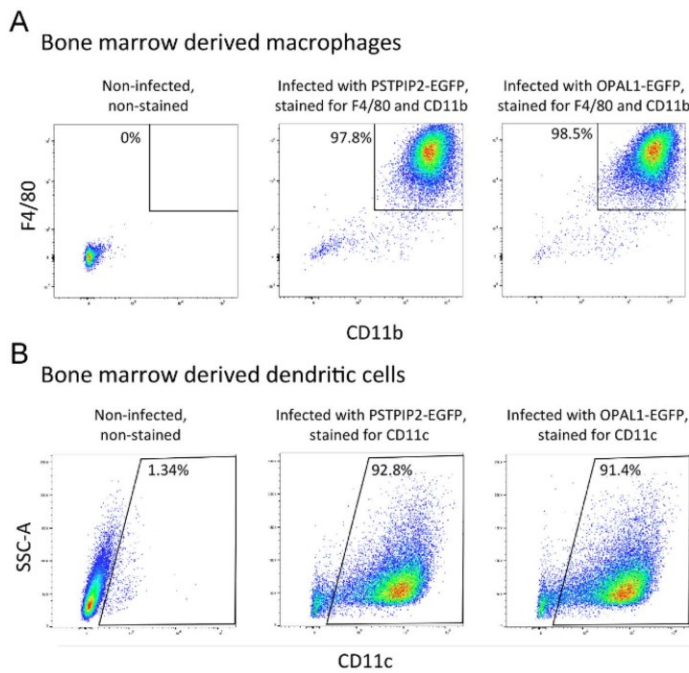 A
Bone marrow derived macrophages
Non-infected,
non-stained
Infected with PSTPIP2-EGFP,
stained for F4/80 and CD11b
Infected with OPAL1-EGFP,
stained for F4/80 and CD11b
0%
97.8%
98.5%
F4/80
CD11b
B
Bone marrow derived dendritic cells
Non-infected,
non-stained
Infected with PSTPIP2-EGFP,
stained for CD11c
Infected with OPAL1-EGFP,
stained for CD11c
1.34%
92.8%
91.4%
SSC-A
CD11c